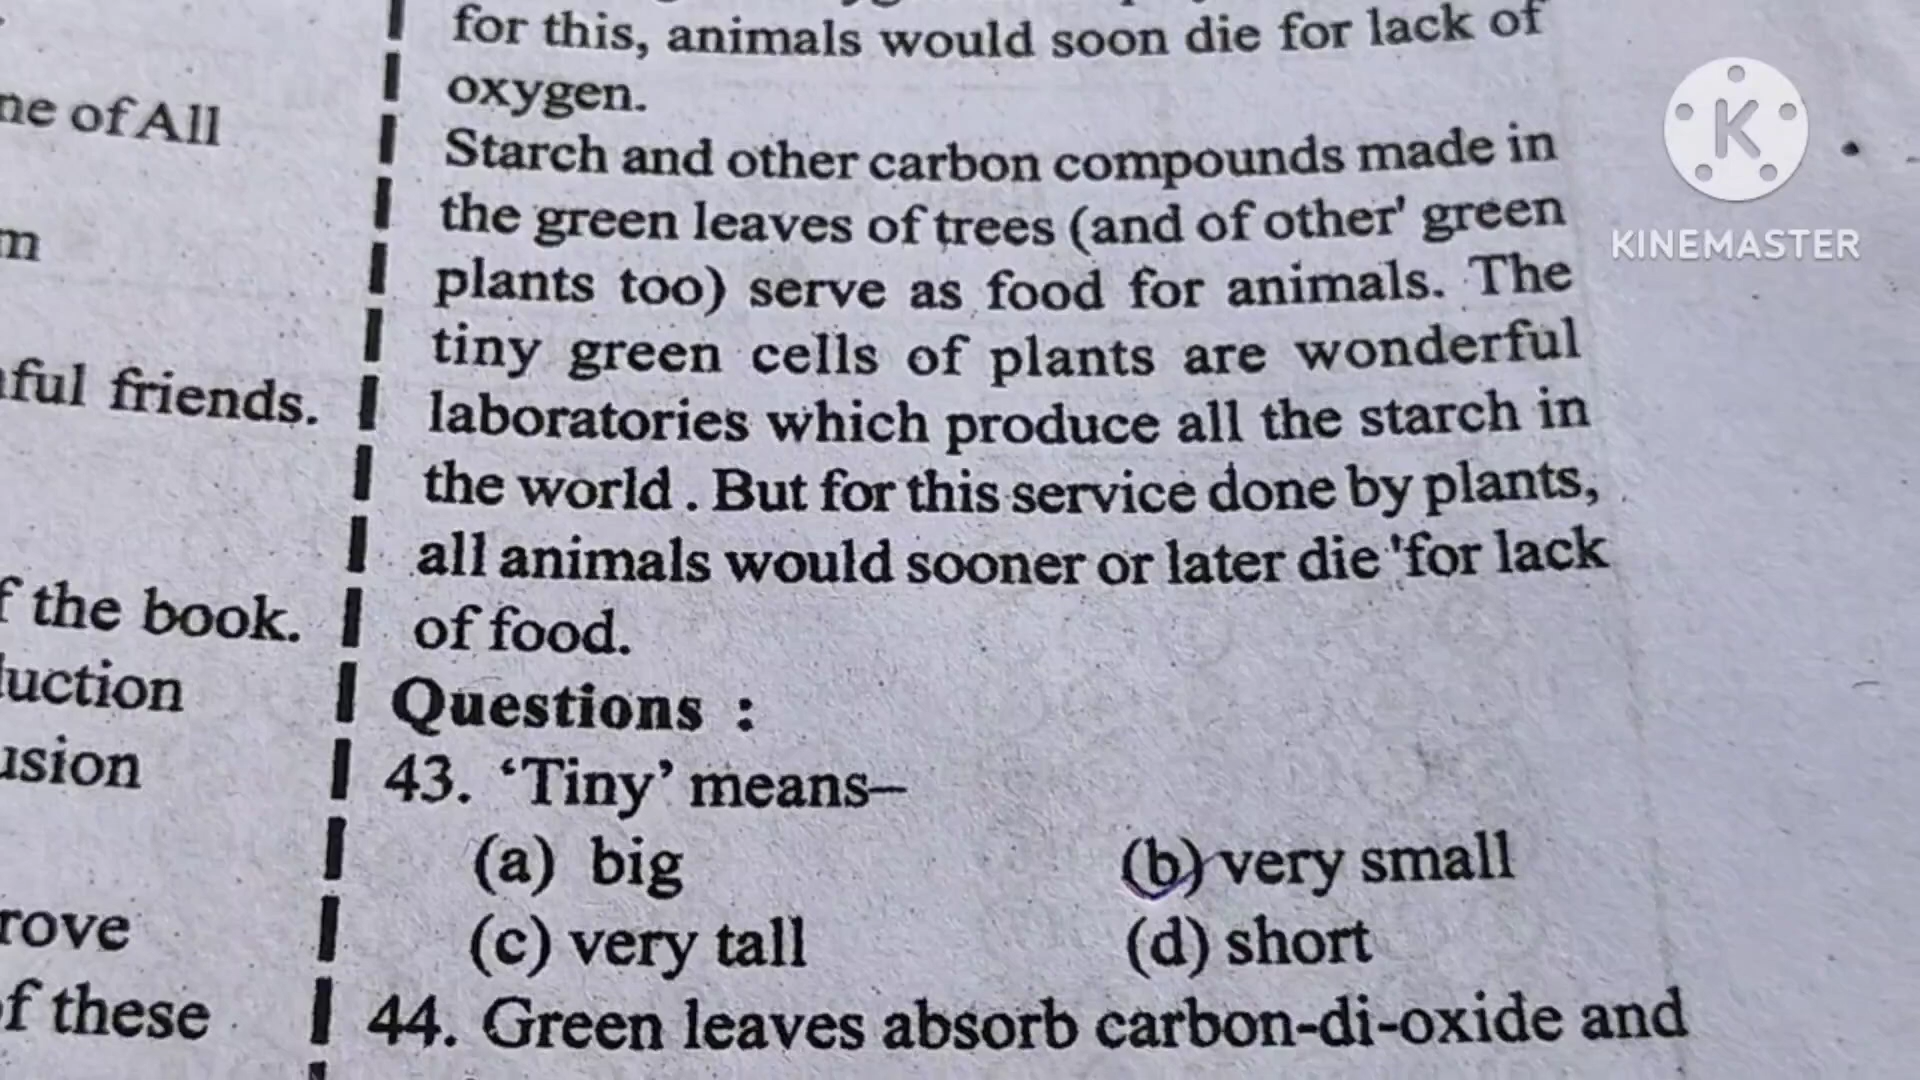 ne of All
m
ful friends.
f the book.
uction
usion
rove
of these
for this, animals would soon die for lack of
oxygen.
Starch and other carbon compounds made in
the green leaves of trees (and of other' green
plants too) serve as food for animals. The
tiny green cells of plants are wonderful
laboratories which produce all the starch in
the world . But for this service done by plants,
all animals would sooner or later die 'for lack
of food.
Questions :
43. ‘Tiny’ means–
(a) big (b) very small
(c) very tall (d) short
44. Green leaves absorb carbon-di-oxide and
K
KINEMASTER